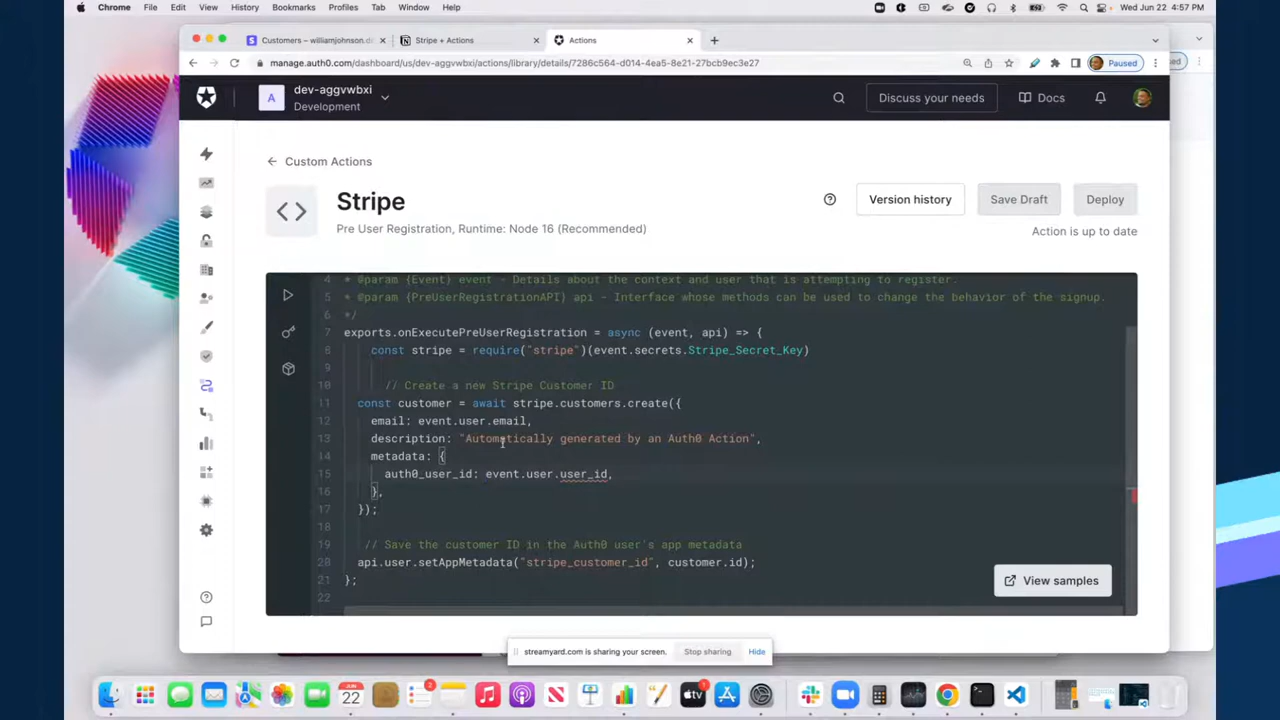 Chrome File Edit View History Bookmarks Profiles Tab Window Help Wed Jun 22 4:57 PM
Customers – williamjohnson.d
Stripe + Actions
Actions
manage.auth0.com/dashboard/us/dev-aggvwbxi/actions/library/details/7286c564-d014-4ea5-8e21-27bcb9ec3e27
Paused
A
dev-aggvwbxi
Development
Discuss your needs
Docs
Custom Actions
Stripe
Pre User Registration, Runtime: Node 16 (Recommended)
Version history
Save Draft
Deploy
Action is up to date
4 * @param {Event} event - Details about the context and user that is attempting to register.
5 * @param {PreUserRegistrationAPI} api - Interface whose methods can be used to change the behavior of the signup.
6 */
7 exports.onExecutePreUserRegistration = async (event, api) => {
8 const stripe = require("stripe")(event.secrets.Stripe_Secret_Key)
9
10 // Create a new Stripe Customer ID
11 const customer = await stripe.customers.create({
12 email: event.user.email,
13 description: "Automatically generated by an Auth0 Action",
14 metadata: {
15 auth0_user_id: event.user.user_id,
16 },
17 });
18
19 // Save the customer ID in the Auth0 user's app metadata
20 api.user.setAppMetadata("stripe_customer_id", customer.id);
21 };
22
View samples
streamyard.com is sharing your screen. Stop sharing Hide
JUN
22
2
1
tv